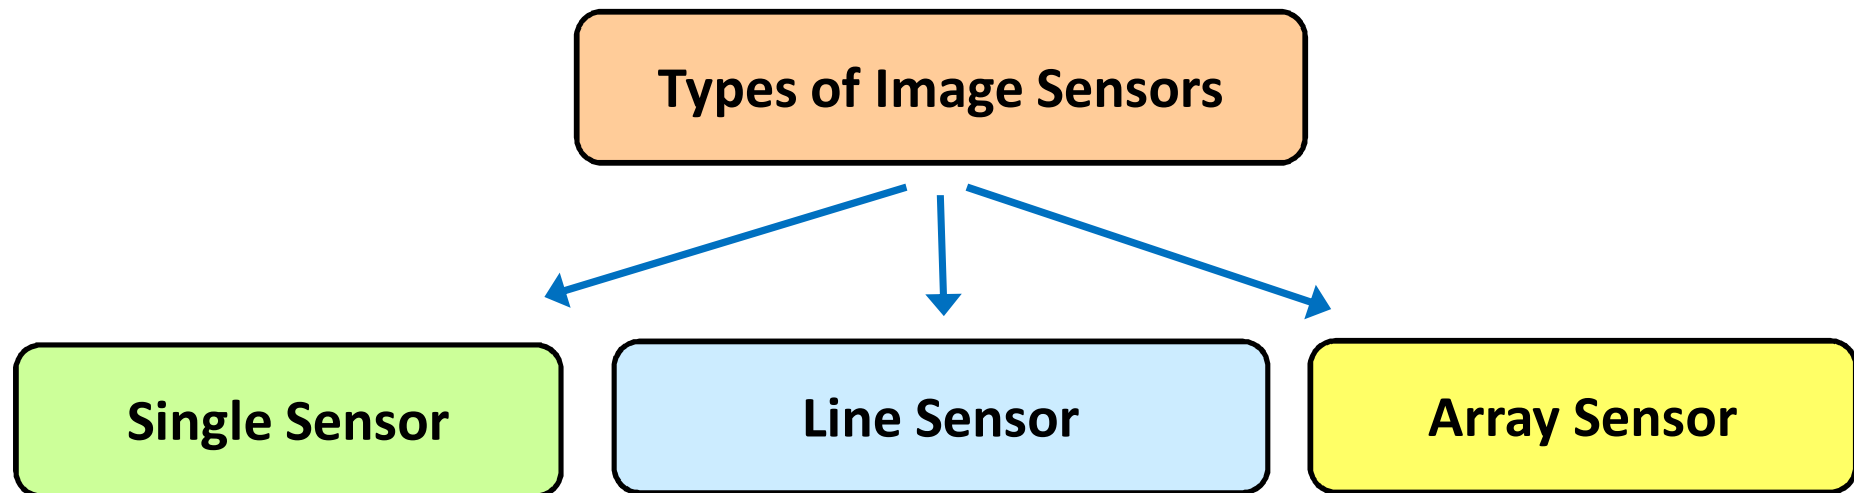 Types of Image Sensors
Single Sensor
Line Sensor
Array Sensor